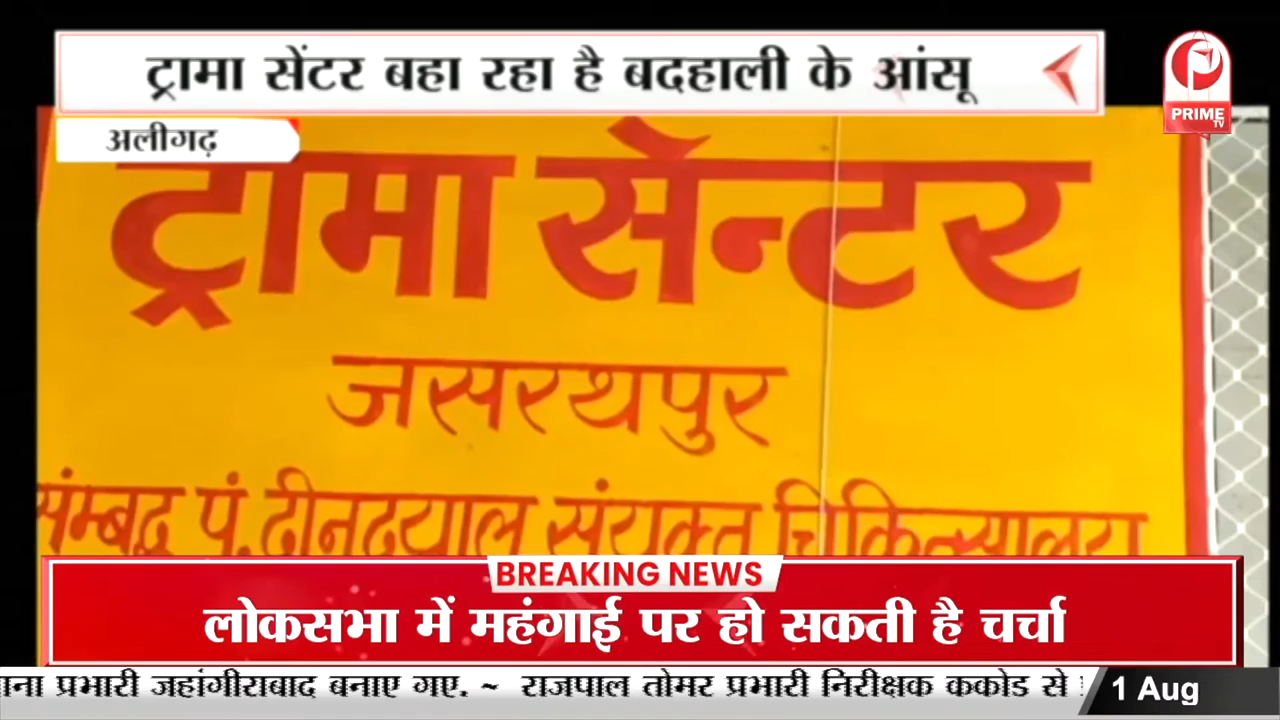 ट्रामा सेंटर बहा रहा है बदहाली के आंसू
PRIME
TV
अलीगढ़
ट्रामा सेन्टर
जसरथपुर
संम्बद्ध पं. दीनदयाल संयुक्त चिकित्सालय
BREAKING NEWS
लोकसभा में महंगाई पर हो सकती है चर्चा
प्रभारी जहांगीराबाद बनाए गए. ~ राजपाल तोमर प्रभारी निरीक्षक ककोड से
1 Aug